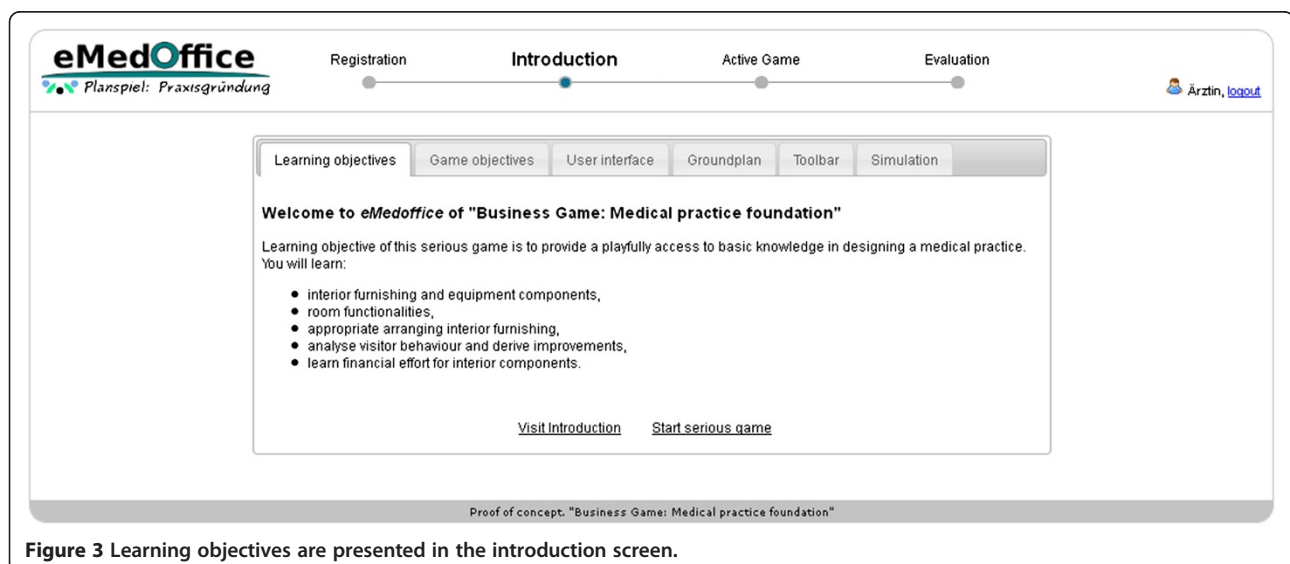 eMedOffice
Planspiel: Praxisgründung
Registration
Introduction
Active Game
Evaluation
Ärztin, logout
Learning objectives
Game objectives
User interface
Groundplan
Toolbar
Simulation
Welcome to eMedoffice of "Business Game: Medical practice foundation"
Learning objective of this serious game is to provide a playfully access to basic knowledge in designing a medical practice.
You will learn:
• interior furnishing and equipment components,
• room functionalities,
• appropriate arranging interior furnishing,
• analyse visitor behaviour and derive improvements,
• learn financial effort for interior components.
Visit Introduction
Start serious game
Proof of concept. "Business Game: Medical practice foundation"
Figure 3 Learning objectives are presented in the introduction screen.